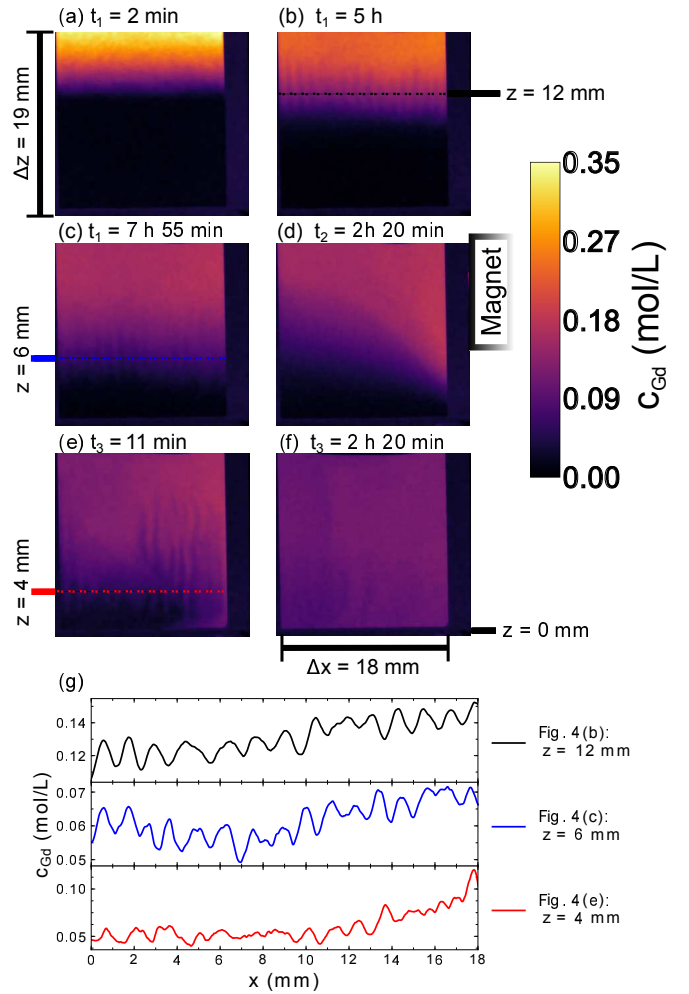 (a) t1 = 2 min
(b) t1 = 5 h
Δz = 19 mm
z = 12 mm
(c) t1 = 7 h 55 min
(d) t2 = 2h 20 min
z = 6 mm
Magnet
0.35
0.27
0.18
0.09
0.00
cGd (mol/L)
(e) t3 = 11 min
(f) t3 = 2 h 20 min
z = 4 mm
z = 0 mm
Δx = 18 mm
(g)
0.14
0.12
Fig. 4(b):
z = 12 mm
0.07
0.06
0.05
Fig. 4(c):
z = 6 mm
cGd (mol/L)
0.10
0.05
Fig. 4(e):
z = 4 mm
0 2 4 6 8 10 12 14 16 18
x (mm)